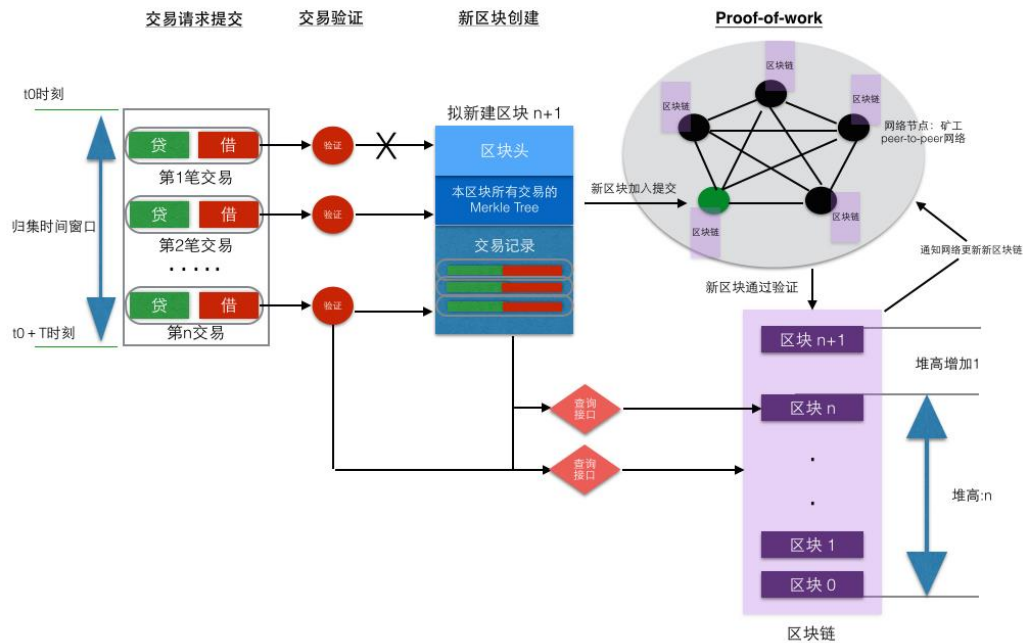 交易请求提交
交易验证
新区块创建
Proof-of-work
t0时刻
归集时间窗口
t0 + T时刻
贷 借
第1笔交易
贷 借
第2笔交易
· · · · ·
贷 借
第n交易
验证
验证
验证
拟新建区块 n+1
区块头
本区块所有交易的
Merkle Tree
交易记录
新区块加入提交
区块链
区块链
区块链
区块链
区块链
网络节点：矿工
peer-to-peer网络
新区块通过验证
通知网络更新新区块链
查询
接口
查询
接口
区块 n+1
区块 n
.
.
区块 1
区块 0
区块链
堆高增加1
堆高:n